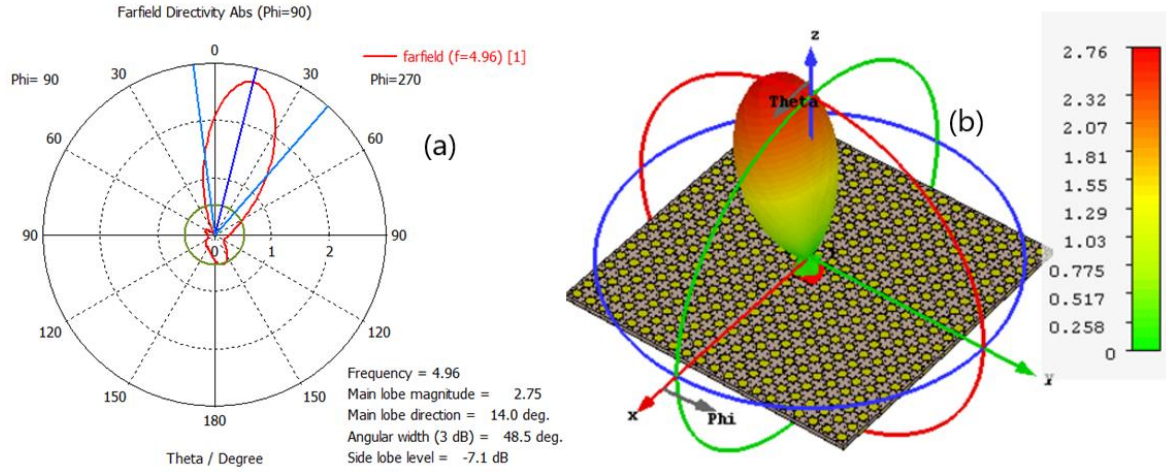 Farfield Directivity Abs (Phi=90)
0
farfield (f=4.96) [1]
Phi= 90
30
30
Phi=270
60
60
(a)
90
0
1
2
90
120
120
150
150
180
Frequency = 4.96
Main lobe magnitude = 2.75
Main lobe direction = 14.0 deg.
Angular width (3 dB) = 48.5 deg.
Side lobe level = -7.1 dB
Theta / Degree
z
Theta
(b)
x
Phi
Y
2.76
2.32
2.07
1.81
1.55
1.29
1.03
0.775
0.517
0.258
0